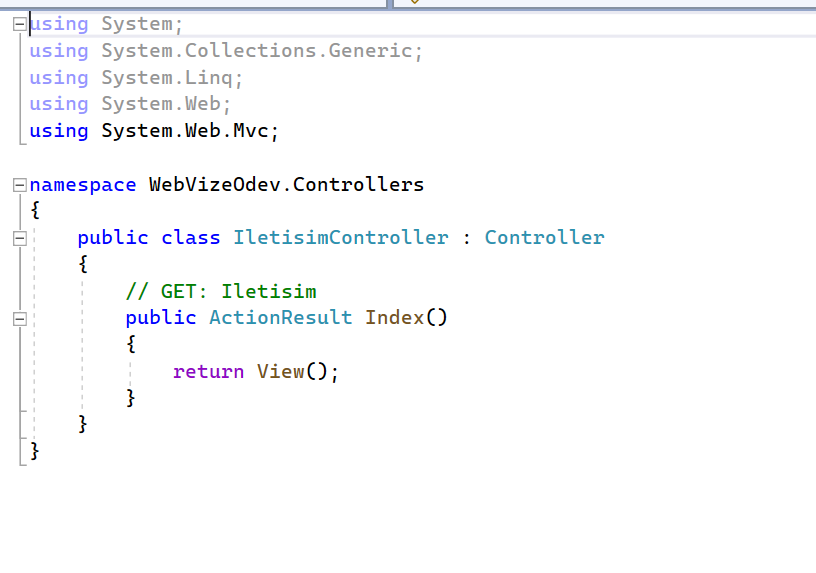 using System;
using System.Collections.Generic;
using System.Linq;
using System.Web;
using System.Web.Mvc;

namespace WebVizeOdev.Controllers
{
    public class IletisimController : Controller
    {
        // GET: Iletisim
        public ActionResult Index()
        {
            return View();
        }
    }
}